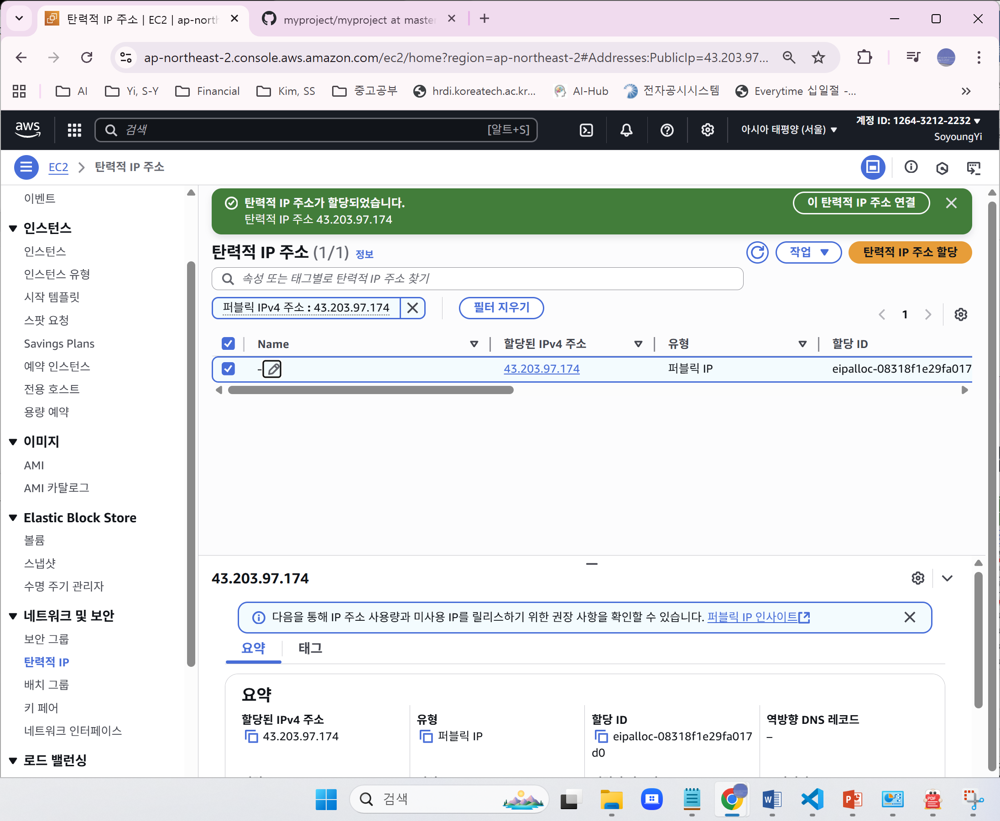 탄력적 IP 주소 | EC2 | ap-north
myproject/myproject at maste
ap-northeast-2.console.aws.amazon.com/ec2/home?region=ap-northeast-2#Addresses:PublicIp=43.203.97...
AI
Yi, S-Y
Financial
Kim, SS
중고공부
hrdi.koreatech.ac.kr...
AI-Hub
전자공시시스템
Everytime 십일절 -...
aws
검색
[알트+S]
아시아 태평양 (서울)
계정 ID: 1264-3212-2232
SoyoungYi
EC2
탄력적 IP 주소
이벤트
인스턴스
인스턴스
인스턴스 유형
시작 템플릿
스팟 요청
Savings Plans
예약 인스턴스
전용 호스트
용량 예약
이미지
AMI
AMI 카탈로그
Elastic Block Store
볼륨
스냅샷
수명 주기 관리자
네트워크 및 보안
보안 그룹
탄력적 IP
배치 그룹
키 페어
네트워크 인터페이스
로드 밸런싱
탄력적 IP 주소가 할당되었습니다.
탄력적 IP 주소 43.203.97.174
이 탄력적 IP 주소 연결
탄력적 IP 주소 (1/1) 정보
작업
탄력적 IP 주소 할당
속성 또는 태그별로 탄력적 IP 주소 찾기
퍼블릭 IPv4 주소 : 43.203.97.174
필터 지우기
1
Name
할당된 IPv4 주소
유형
할당 ID
-
43.203.97.174
퍼블릭 IP
eipalloc-08318f1e29fa017
43.203.97.174
다음을 통해 IP 주소 사용량과 미사용 IP를 릴리스하기 위한 권장 사항을 확인할 수 있습니다. 퍼블릭 IP 인사이트
요약
태그
요약
할당된 IPv4 주소
43.203.97.174
유형
퍼블릭 IP
할당 ID
eipalloc-08318f1e29fa017
d0
역방향 DNS 레코드
–
검색
W
P
PDF